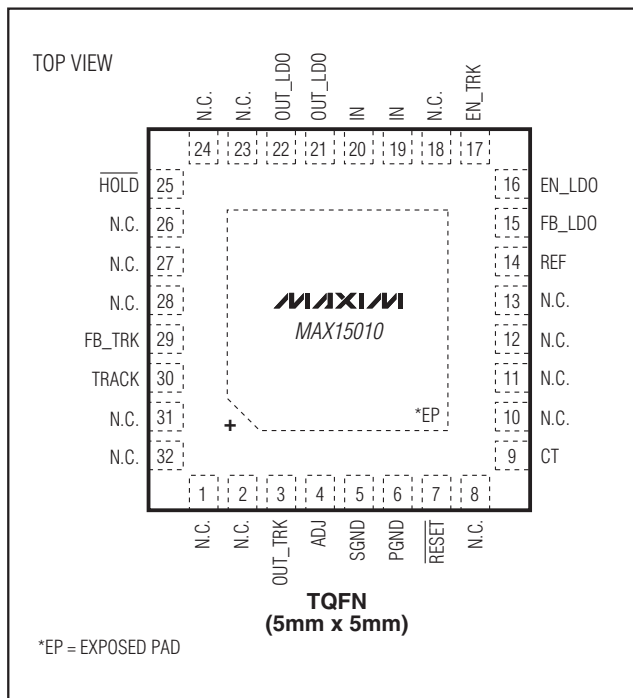 TOP VIEW
N.C.
N.C.
OUT_LDO
OUT_LDO
IN
IN
N.C.
EN_TRK
24
23
22
21
20
19
18
17
HOLD 25
N.C. 26
N.C. 27
N.C. 28
FB_TRK 29
TRACK 30
N.C. 31
N.C. 32
16 EN_LDO
15 FB_LDO
14 REF
13 N.C.
12 N.C.
11 N.C.
10 N.C.
9 CT
MAXIM
MAX15010
*EP
+
1
2
3
4
5
6
7
8
N.C.
N.C.
OUT_TRK
ADJ
SGND
PGND
RESET
N.C.
TQFN
(5mm x 5mm)
*EP = EXPOSED PAD